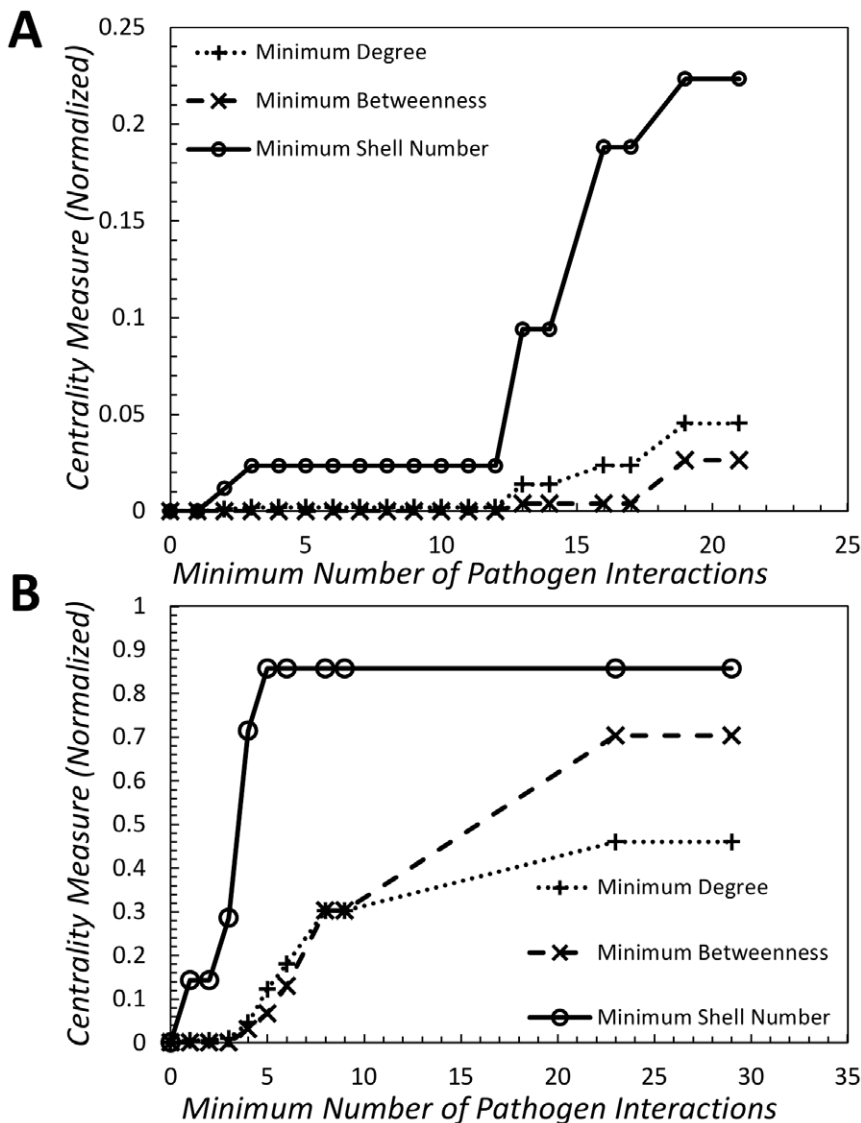 A
Centrality Measure (Normalized)
0.25
0.2
0.15
0.1
0.05
0
Minimum Degree
Minimum Betweenness
Minimum Shell Number
0 5 10 15 20 25
Minimum Number of Pathogen Interactions
B
Centrality Measure (Normalized)
1
0.9
0.8
0.7
0.6
0.5
0.4
0.3
0.2
0.1
0
Minimum Degree
Minimum Betweenness
Minimum Shell Number
0 5 10 15 20 25 30 35
Minimum Number of Pathogen Interactions